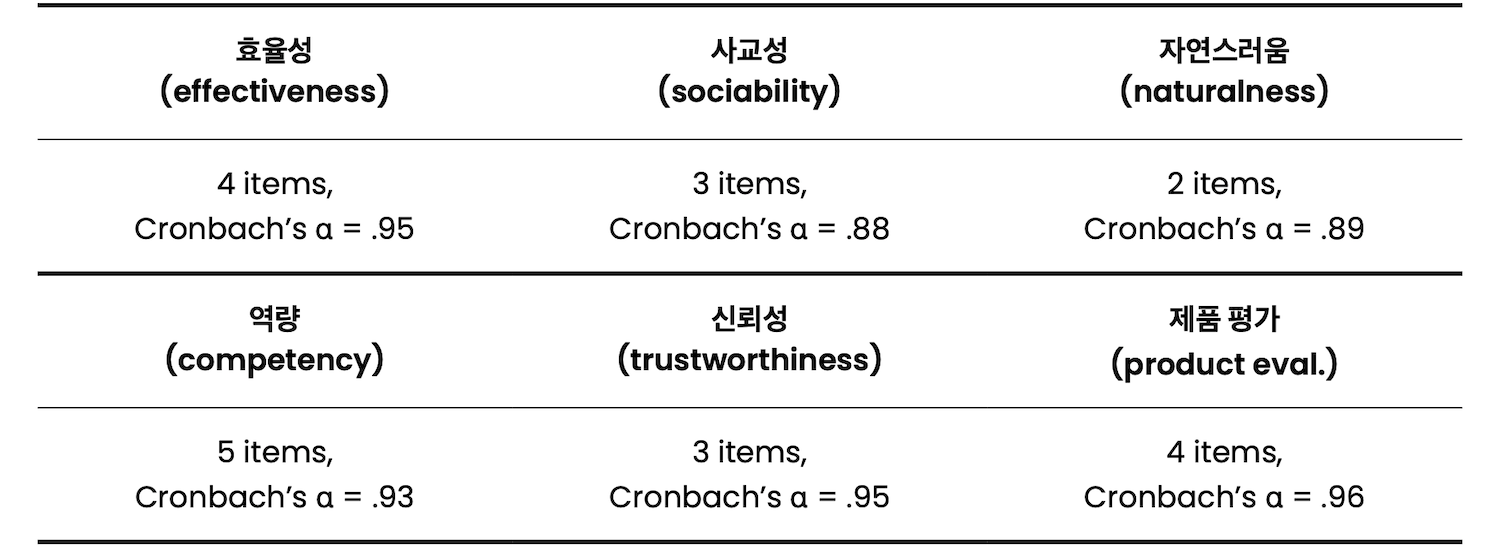 효율성 사교성 자연스러움
(effectiveness) (sociability) (naturalness)
4 items, 3 items, 2 items,
Cronbach’s α = .95 Cronbach’s α = .88 Cronbach’s α = .89
역량 신뢰성 제품 평가
(competency) (trustworthiness) (product eval.)
5 items, 3 items, 4 items,
Cronbach’s α = .93 Cronbach’s α = .95 Cronbach’s α = .96